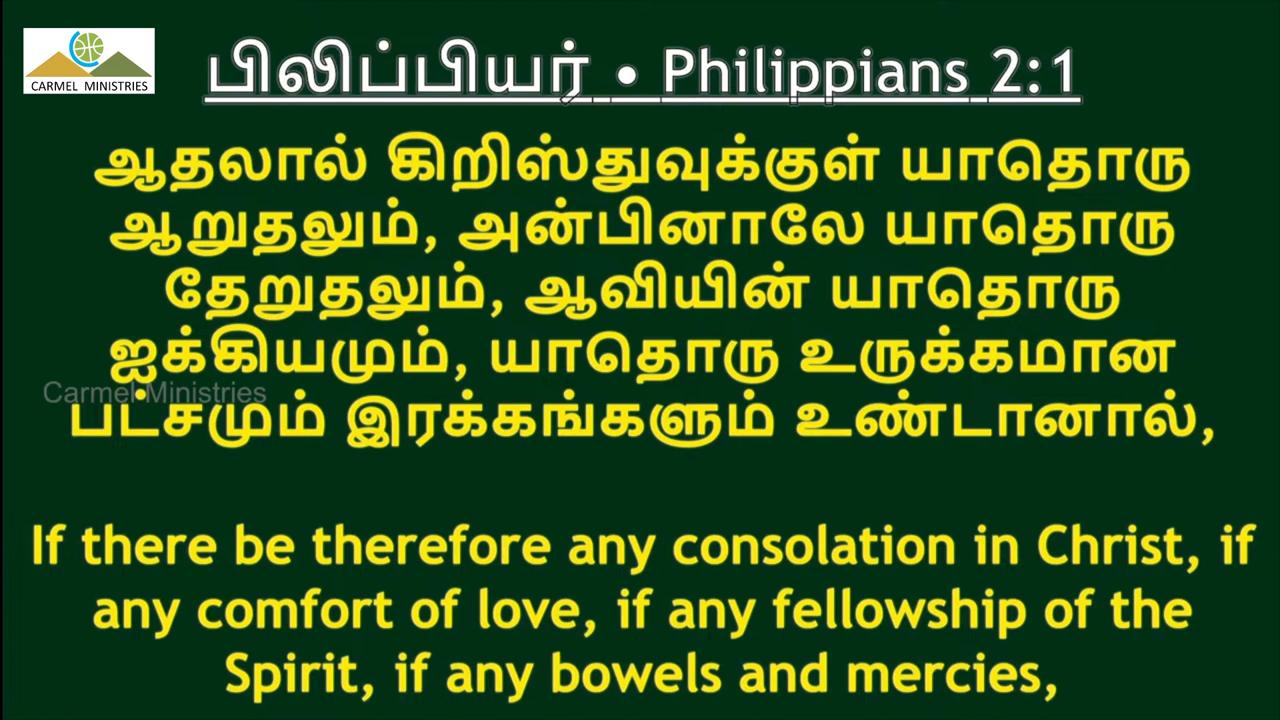 CARMEL MINISTRIES
பிலிப்பியர் • Philippians 2:1
ஆதலால் கிறிஸ்துவுக்குள் யாதொரு
ஆறுதலும், அன்பினாலே யாதொரு
தேறுதலும், ஆவியின் யாதொரு
ஐக்கியமும், யாதொரு உருக்கமான
Carmel Ministries
பட்சமும் இரக்கங்களும் உண்டானால்,
If there be therefore any consolation in Christ, if
any comfort of love, if any fellowship of the
Spirit, if any bowels and mercies,